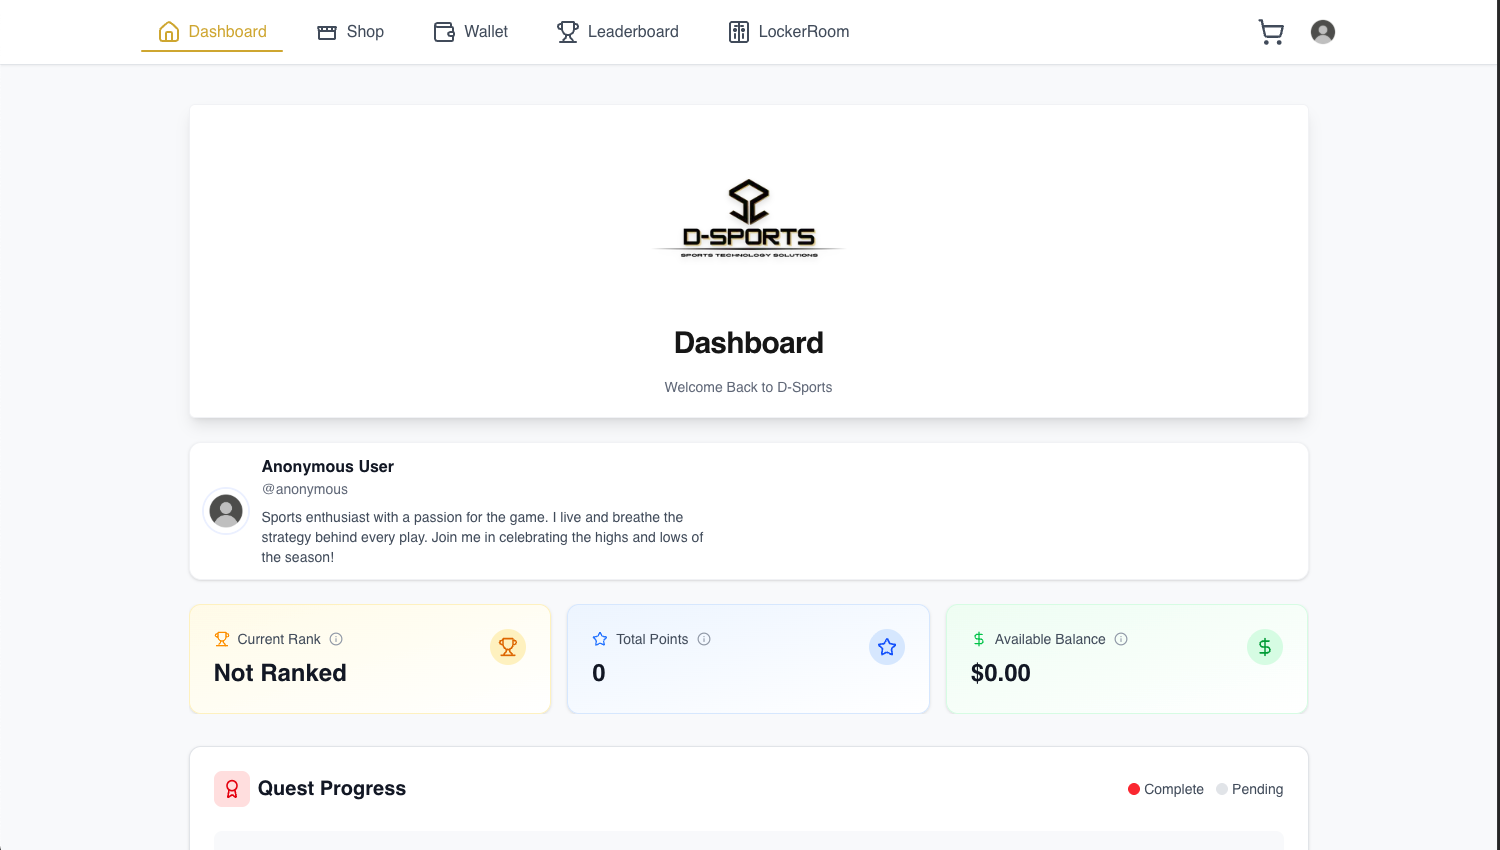 Dashboard
Shop
Wallet
Leaderboard
LockerRoom
D-SPORTS
SPORTS TECHNOLOGY SOLUTIONS
Dashboard
Welcome Back to D-Sports
Anonymous User
@anonymous
Sports enthusiast with a passion for the game. I live and breathe the
strategy behind every play. Join me in celebrating the highs and lows of
the season!
Current Rank
Not Ranked
Total Points
0
Available Balance
$0.00
Quest Progress
Complete
Pending